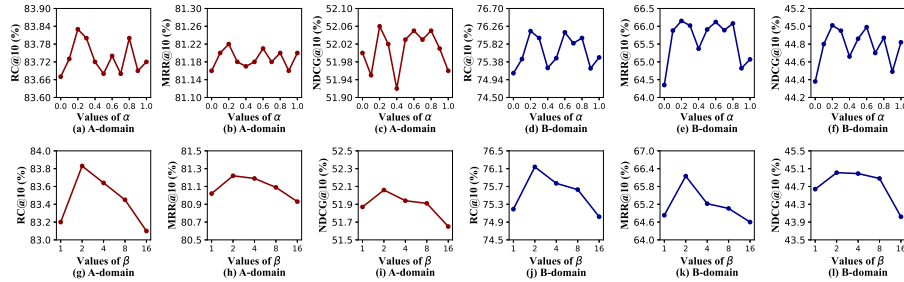 RC@10 (%)
83.90
83.78
83.72
83.66
83.60
0.0 0.2 0.4 0.6 0.8 1.0
Values of α
(a) A-domain
MRR@10 (%)
81.30
81.26
81.22
81.18
81.14
81.10
0.0 0.2 0.4 0.6 0.8 1.0
Values of α
(b) A-domain
NDCG@10 (%)
52.10
52.06
52.02
51.98
51.94
51.90
0.0 0.2 0.4 0.6 0.8 1.0
Values of α
(c) A-domain
RC@10 (%)
76.70
76.26
75.82
75.38
74.94
74.50
0.0 0.2 0.4 0.6 0.8 1.0
Values of α
(d) B-domain
MRR@10 (%)
66.5
66.0
65.5
65.0
64.5
64.0
0.0 0.2 0.4 0.6 0.8 1.0
Values of α
(e) B-domain
NDCG@10 (%)
45.2
45.0
44.8
44.6
44.4
44.2
0.0 0.2 0.4 0.6 0.8 1.0
Values of α
(f) B-domain
RC@10 (%)
84.0
83.8
83.6
83.4
83.2
83.0
1 2 4 8 16
Values of β
(g) A-domain
MRR@10 (%)
81.7
81.4
81.1
80.8
80.5
1 2 4 8 16
Values of β
(h) A-domain
NDCG@10 (%)
52.5
52.1
51.9
51.7
51.5
1 2 4 8 16
Values of β
(i) A-domain
RC@10 (%)
76.5
76.1
75.7
75.3
74.9
74.5
1 2 4 8 16
Values of β
(j) B-domain
MRR@10 (%)
67.0
66.4
65.8
65.2
64.6
64.0
1 2 4 8 16
Values of β
(k) B-domain
NDCG@10 (%)
45.5
45.1
44.7
44.3
43.9
43.5
1 2 4 8 16
Values of β
(l) B-domain